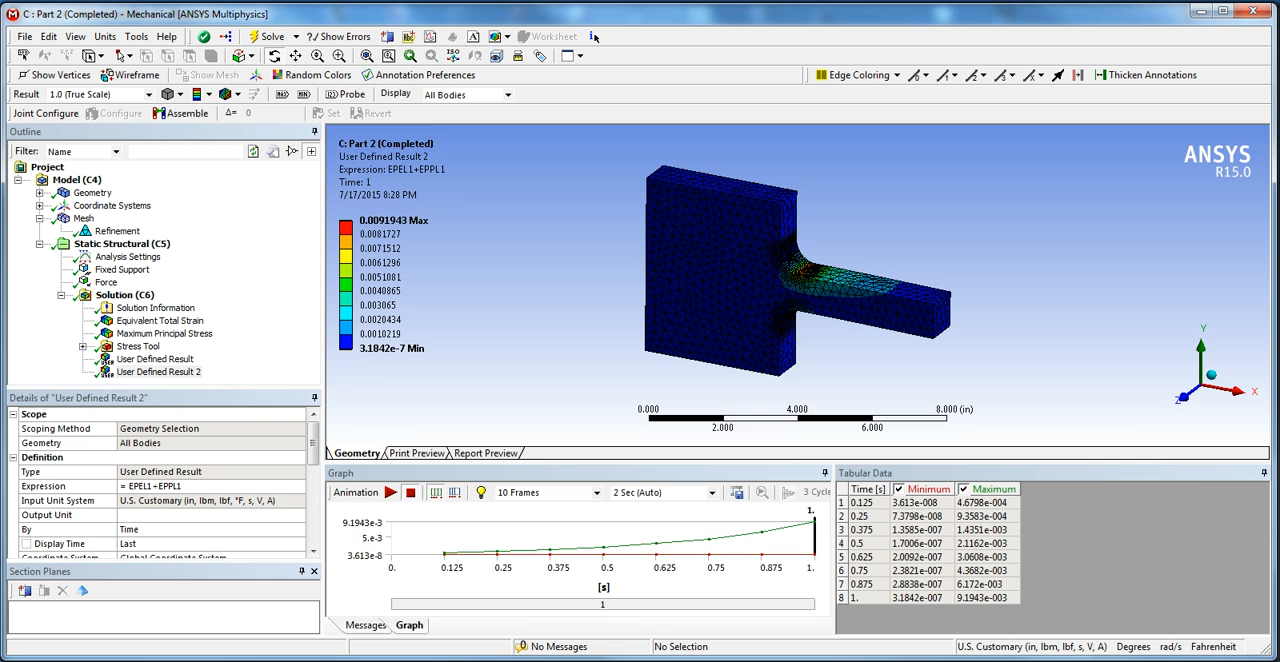 C : Part 2 (Completed) - Mechanical [ANSYS Multiphysics]
File Edit View Units Tools Help Solve ?/ Show Errors Worksheet
Show Vertices Wireframe Show Mesh Random Colors Annotation Preferences Edge Coloring Thicken Annotations
Result 1.0 (True Scale) Probe Display All Bodies
Joint Configure Configure Assemble Δ= 0 Set Revert
Outline
Filter: Name
Project
Model (C4)
Geometry
Coordinate Systems
Mesh
Refinement
Static Structural (C5)
Analysis Settings
Fixed Support
Force
Solution (C6)
Solution Information
Equivalent Total Strain
Maximum Principal Stress
Stress Tool
User Defined Result
User Defined Result 2
Details of "User Defined Result 2"
Scope
Scoping Method Geometry Selection
Geometry All Bodies
Definition
Type User Defined Result
Expression = EPEL1+EPPL1
Input Unit System U.S. Customary (in, lbm, lbf, °F, s, V, A)
Output Unit
By Time
Display Time Last
Coordinate System Global Coordinate System
Section Planes
C: Part 2 (Completed)
User Defined Result 2
Expression: EPEL1+EPPL1
Time: 1
7/17/2015 8:28 PM
0.0091943 Max
0.0081727
0.0071512
0.0061296
0.0051081
0.0040865
0.003065
0.0020434
0.0010219
3.1842e-7 Min
ANSYS
R15.0
Y
X
Z
0.000 4.000 8.000 (in)
2.000 6.000
Geometry Print Preview Report Preview
Graph
Animation 10 Frames 2 Sec (Auto) 3 Cycle
1.
9.1943e-3
5.e-3
3.613e-8
0. 0.125 0.25 0.375 0.5 0.625 0.75 0.875 1.
[s]
1
Messages Graph
Tabular Data
Time [s] Minimum Maximum
1 0.125 3.613e-008 4.6798e-004
2 0.25 7.3798e-008 9.3583e-004
3 0.375 1.3585e-007 1.4351e-003
4 0.5 1.7006e-007 2.1162e-003
5 0.625 2.0092e-007 3.0608e-003
6 0.75 2.3821e-007 4.3682e-003
7 0.875 2.8838e-007 6.172e-003
8 1. 3.1842e-007 9.1943e-003
No Messages No Selection U.S. Customary (in, lbm, lbf, s, V, A) Degrees rad/s Fahrenheit